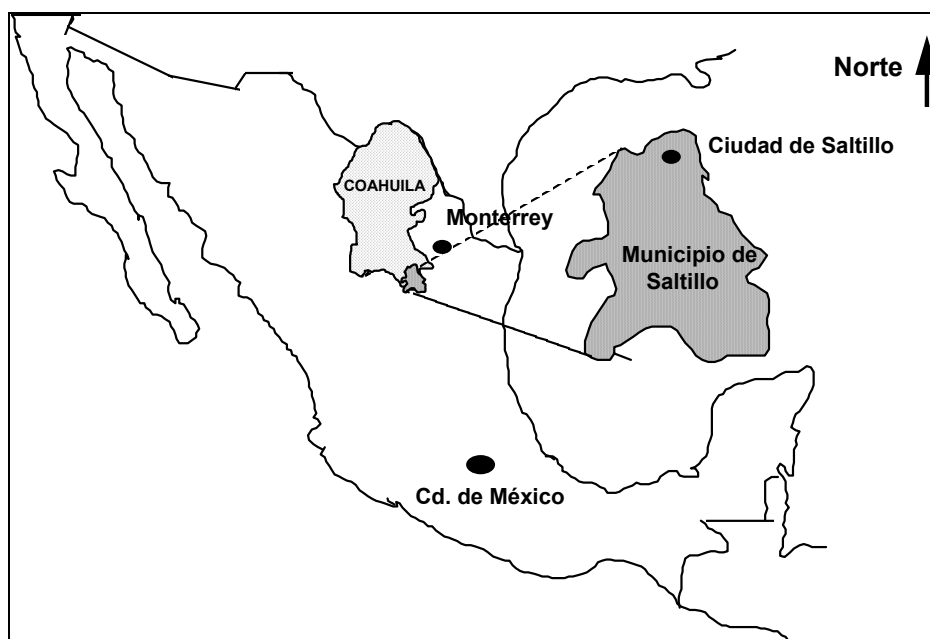 Norte
Ciudad de Saltillo
COAHUILA
Monterrey
Municipio de
Saltillo
Cd. de México